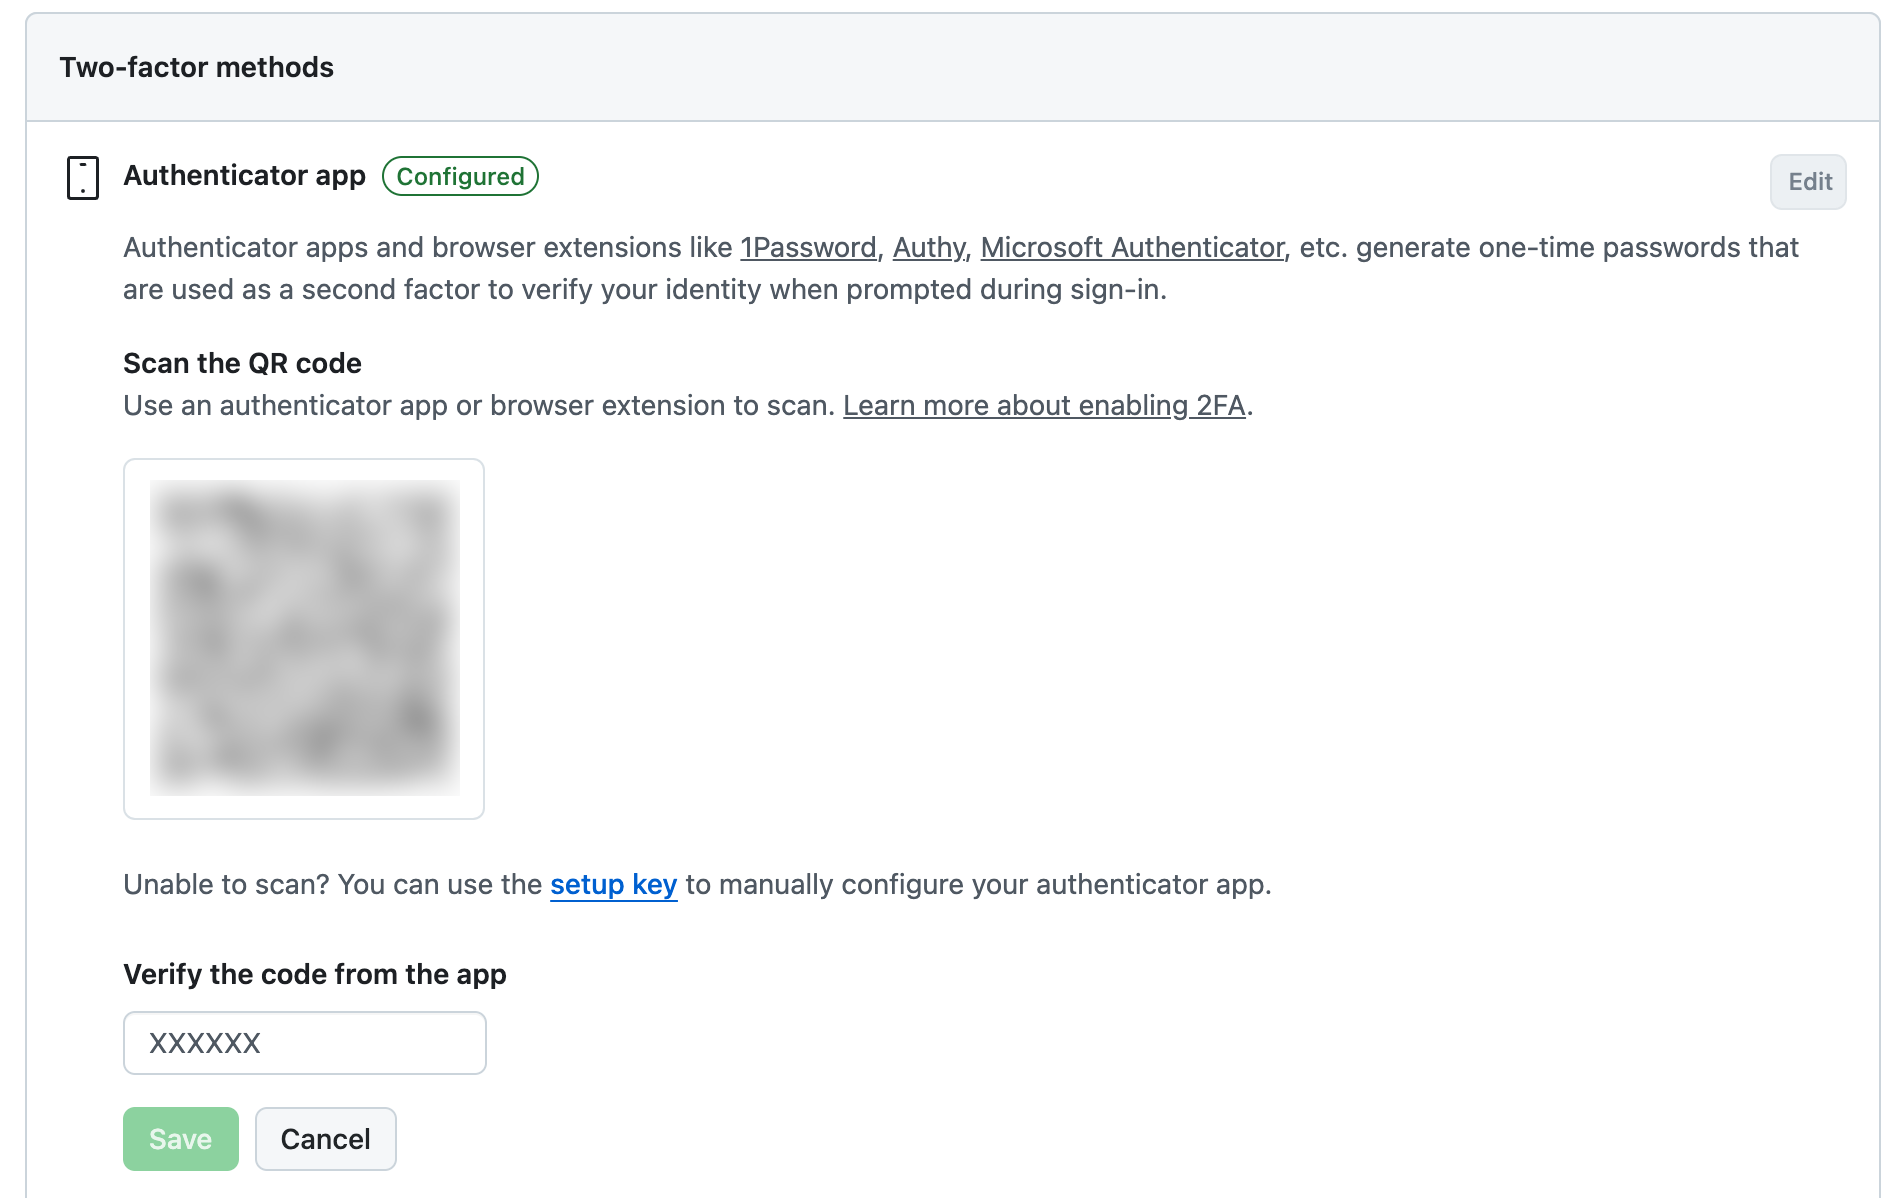 Two-factor methods
Authenticator app Configured
Edit
Authenticator apps and browser extensions like 1Password, Authy, Microsoft Authenticator, etc. generate one-time passwords that
are used as a second factor to verify your identity when prompted during sign-in.
Scan the QR code
Use an authenticator app or browser extension to scan. Learn more about enabling 2FA.
Unable to scan? You can use the setup key to manually configure your authenticator app.
Verify the code from the app
XXXXXX
Save Cancel